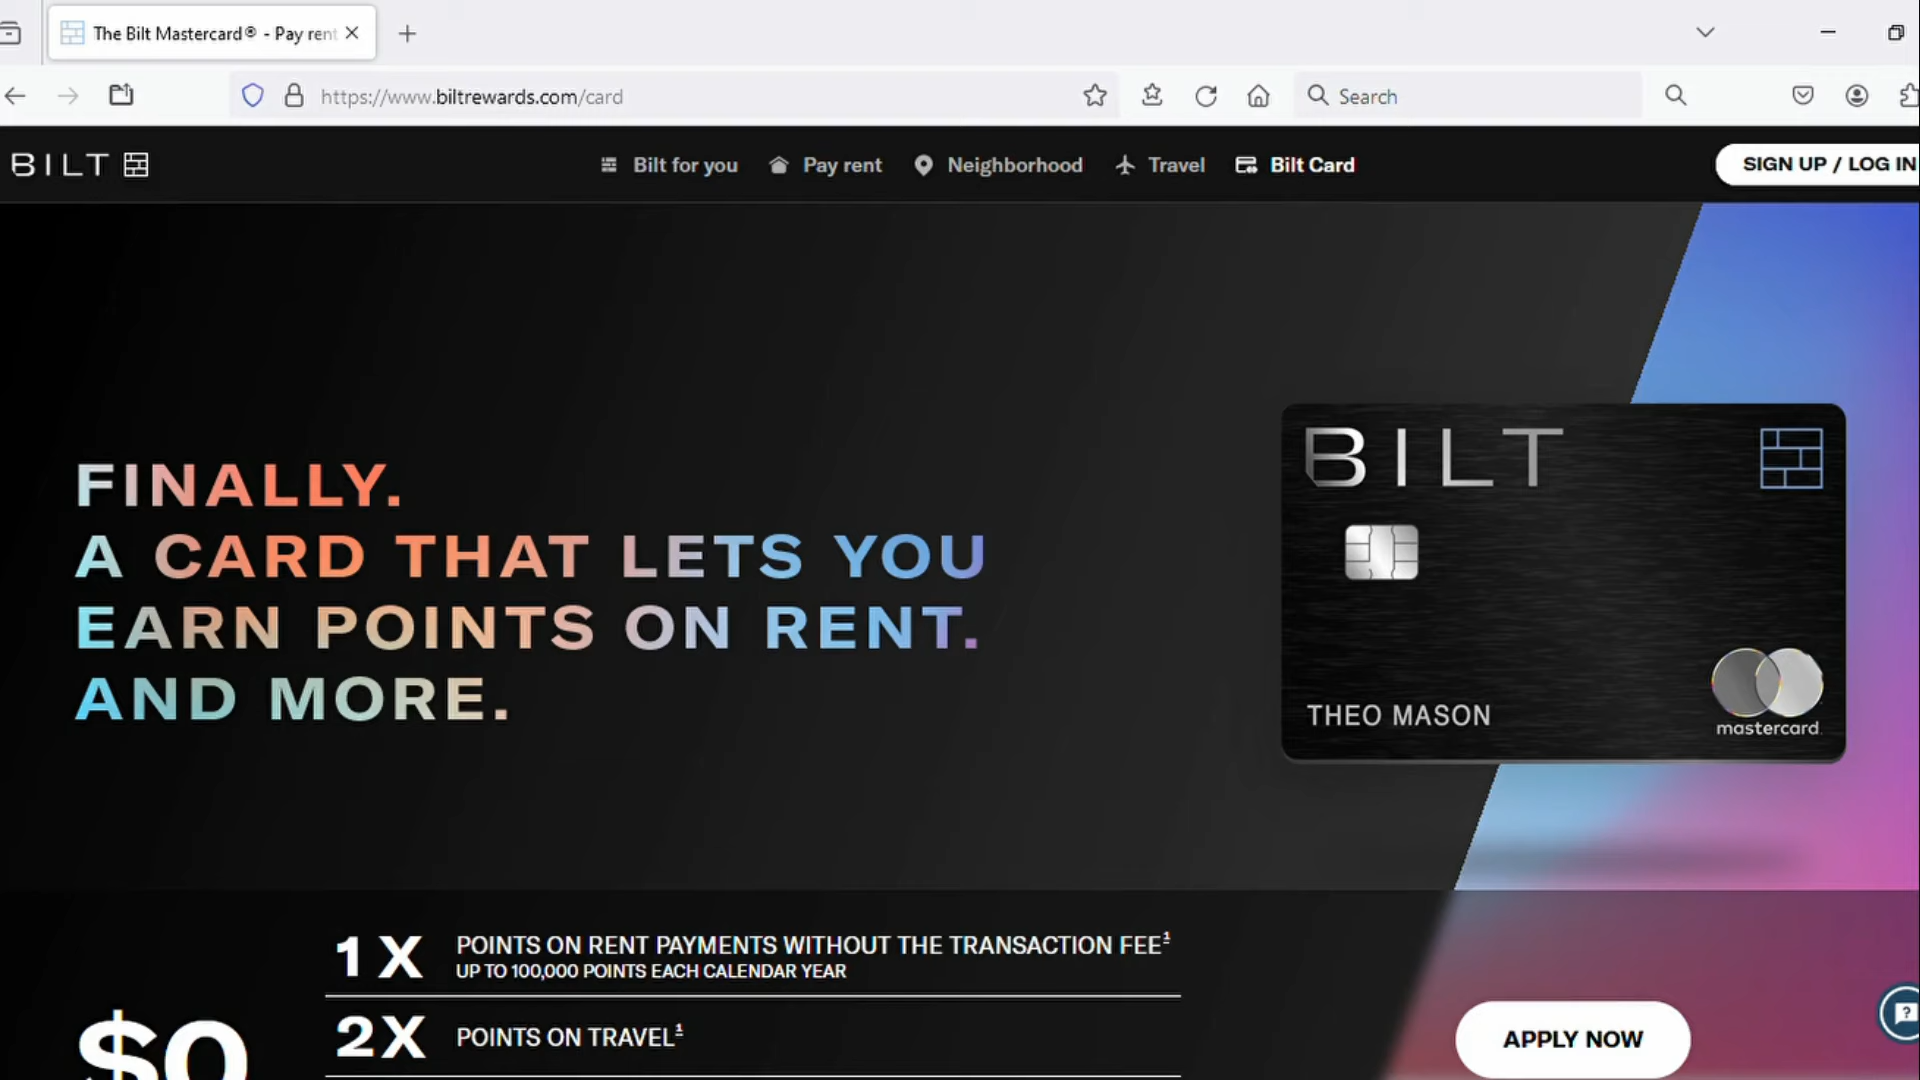 The Bilt Mastercard® - Pay rent
https://www.biltrewards.com/card
Search
BILT
Bilt for you
Pay rent
Neighborhood
Travel
Bilt Card
SIGN UP / LOG IN
FINALLY.
A CARD THAT LETS YOU
EARN POINTS ON RENT.
AND MORE.
BILT
THEO MASON
mastercard.
1X
POINTS ON RENT PAYMENTS WITHOUT THE TRANSACTION FEE¹
UP TO 100,000 POINTS EACH CALENDAR YEAR
$0
2X
POINTS ON TRAVEL¹
APPLY NOW
?